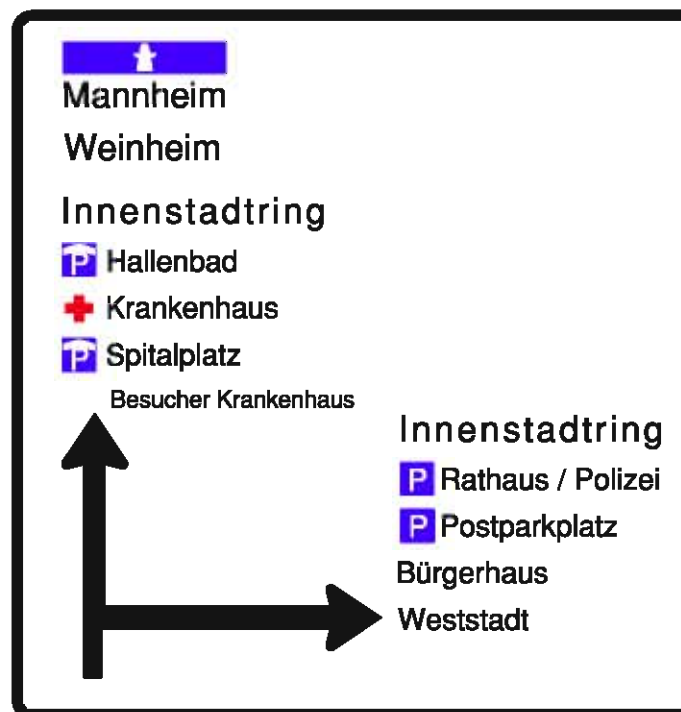 Mannheim
Weinheim
Innenstadtring
P Hallenbad
Krankenhaus
P Spitalplatz
Besucher Krankenhaus
Innenstadtring
P Rathaus / Polizei
P Postparkplatz
Bürgerhaus
Weststadt